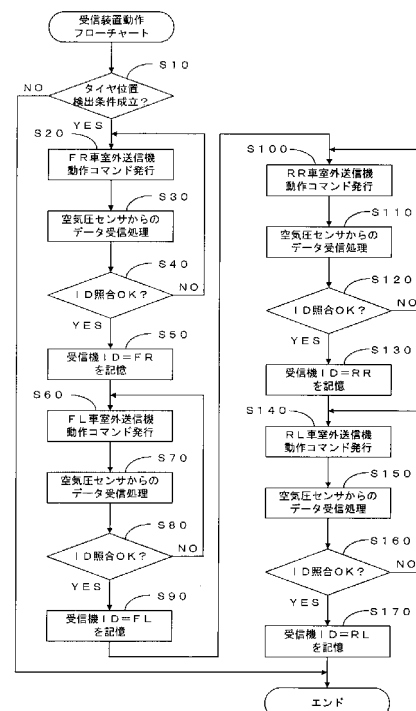 受信装置動作
フローチャート
S10
NO
タイヤ位置
検出条件成立?
YES
S20
FR車室外送信機
動作コマンド発行
S30
空気圧センサからの
データ受信処理
S40
ID照合OK?
NO
YES
S50
受信機ID=FR
を記憶
S60
FL車室外送信機
動作コマンド発行
S70
空気圧センサからの
データ受信処理
S80
ID照合OK?
NO
YES
S90
受信機ID=FL
を記憶
S100
RR車室外送信機
動作コマンド発行
S110
空気圧センサからの
データ受信処理
S120
ID照合OK?
NO
YES
S130
受信機ID=RR
を記憶
S140
RL車室外送信機
動作コマンド発行
S150
空気圧センサからの
データ受信処理
S160
ID照合OK?
NO
YES
S170
受信機ID=RL
を記憶
エンド